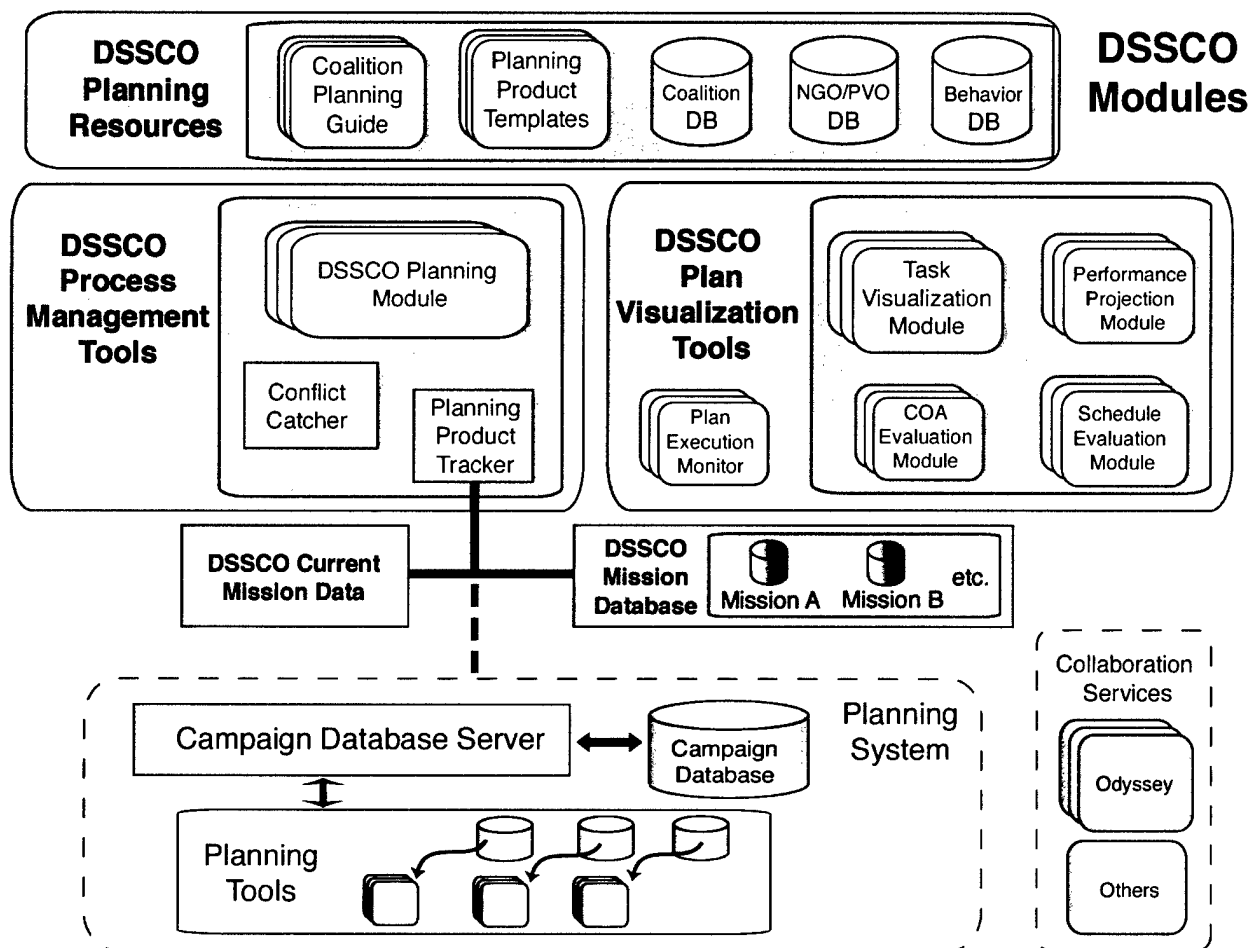 DSSCO
Modules
DSSCO
Planning
Resources
Coalition
Planning
Guide
Planning
Product
Templates
Coalition
DB
NGO/PVO
DB
Behavior
DB
DSSCO
Process
Management
Tools
DSSCO Planning
Module
Conflict
Catcher
Planning
Product
Tracker
DSSCO
Plan
Visualization
Tools
Plan
Execution
Monitor
Task
Visualization
Module
Performance
Projection
Module
COA
Evaluation
Module
Schedule
Evaluation
Module
DSSCO Current
Mission Data
DSSCO
Mission
Database
Mission A
Mission B
etc.
Campaign Database Server
Campaign
Database
Planning
System
Planning
Tools
Collaboration
Services
Odyssey
Others